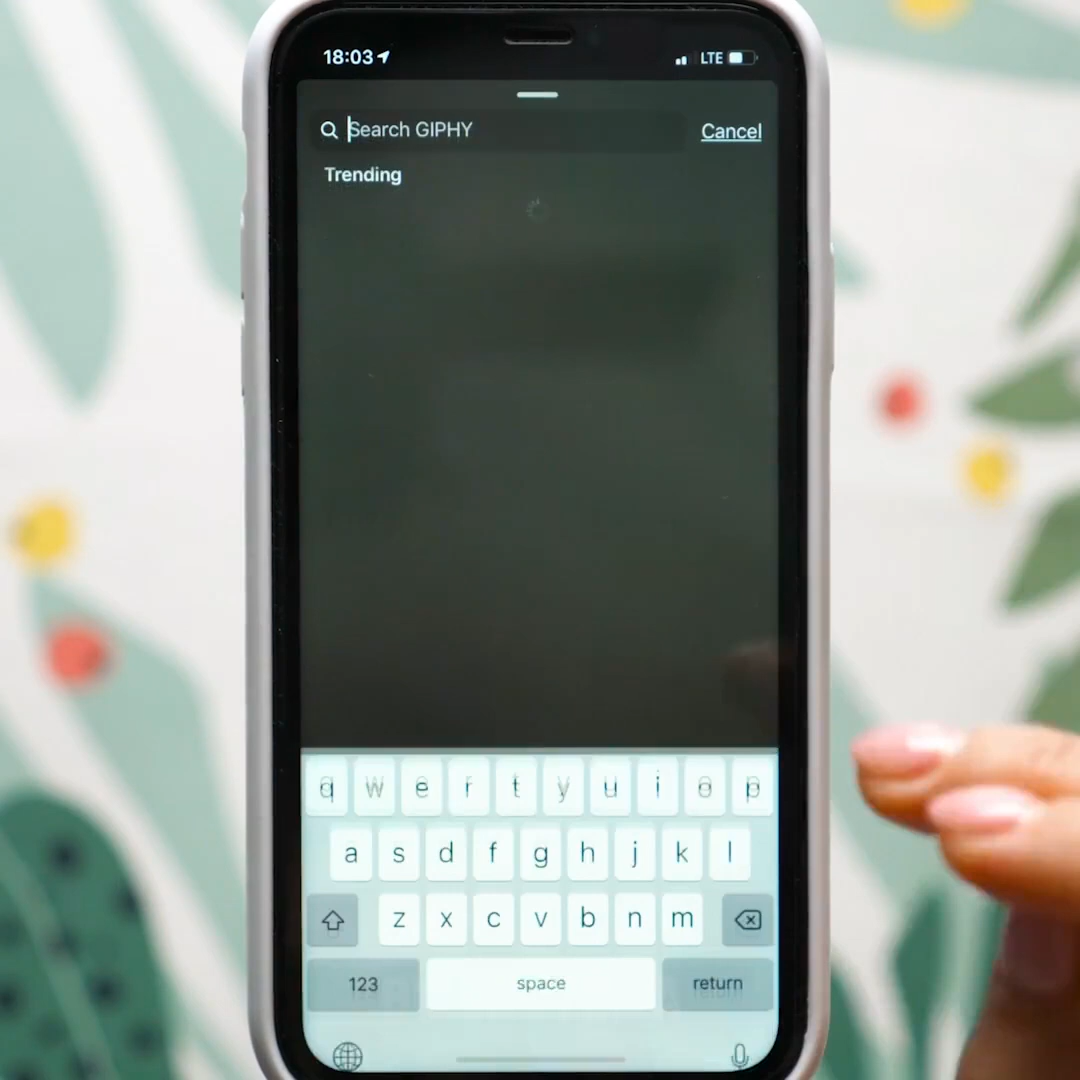 18:03 LTE
Search GIPHY Cancel
Trending
q w e r t y u i o p
a s d f g h j k l
z x c v b n m
123 space return